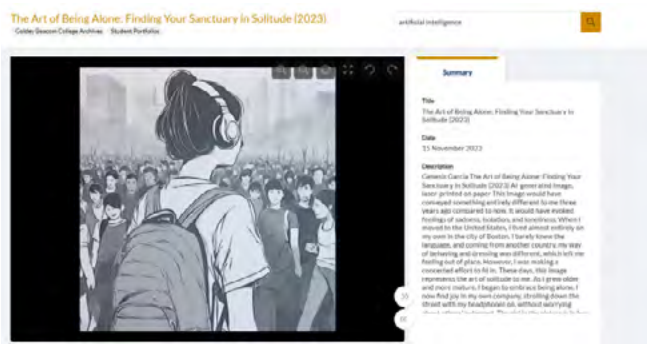 The Art of Being Alone: Finding Your Sanctuary in Solitude (2023)
Goldey Beacom College Archives Student Portfolios
artificial intelligence
Summary
Title
The Art of Being Alone: Finding Your Sanctuary in
Solitude (2023)
Date
15 November 2023
Description
Genesis Garcia The Art of Being Alone: Finding Your
Sanctuary in Solitude (2023) AI generated image,
laser printed on paper This image would have
conveyed something entirely different to me three
years ago compared to now. It would have evoked
feelings of sadness, isolation, and loneliness. When I
moved to the United States, I lived almost entirely on
my own in the city of Boston. I barely knew the
language, and coming from another country, my way
of behaving and dressing was different, which left me
feeling out of place. However, I was making a
concerted effort to fit in. These days, this image
represents the art of solitude to me. As I grew older
and more mature, I began to embrace being alone. I
now find joy in my own company, strolling down the
street with my headphones on, without worrying